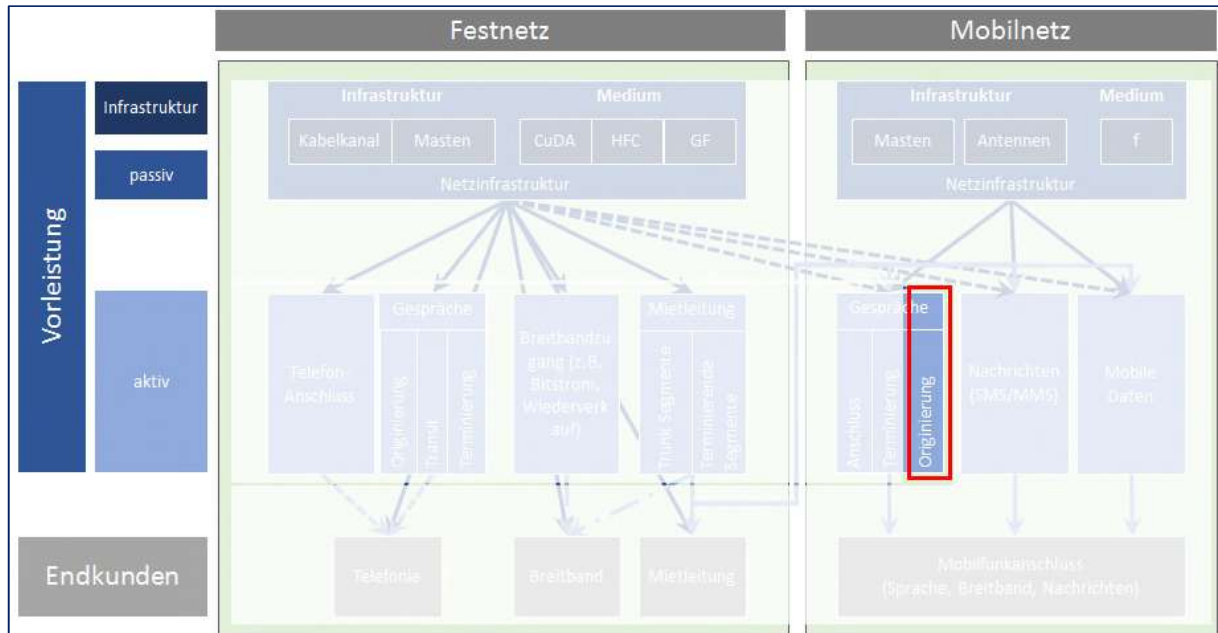 Festnetz
Mobilnetz
Vorleistung
Infrastruktur
passiv
aktiv
Endkunden
Infrastruktur
Medium
Kabelkanal
Masten
CuDA
HFC
GF
Netzinfrastruktur
Infrastruktur
Medium
Masten
Antennen
f
Netzinfrastruktur
Telefon-
Anschluss
Gespräche
Originierung
Transit
Terminierung
Breitbandzu
gang (z.B.
Bitstrom,
Wiederverk
auf)
Mietleitung
Trunk Segmente
Terminierende
Segmente
Gespräche
Anschluss
Terminierung
Originierung
Nachrichten
(SMS/MMS)
Mobile
Daten
Telefonie
Breitband
Mietleitung
Mobilfunkanschluss
(Sprache, Breitband, Nachrichten)